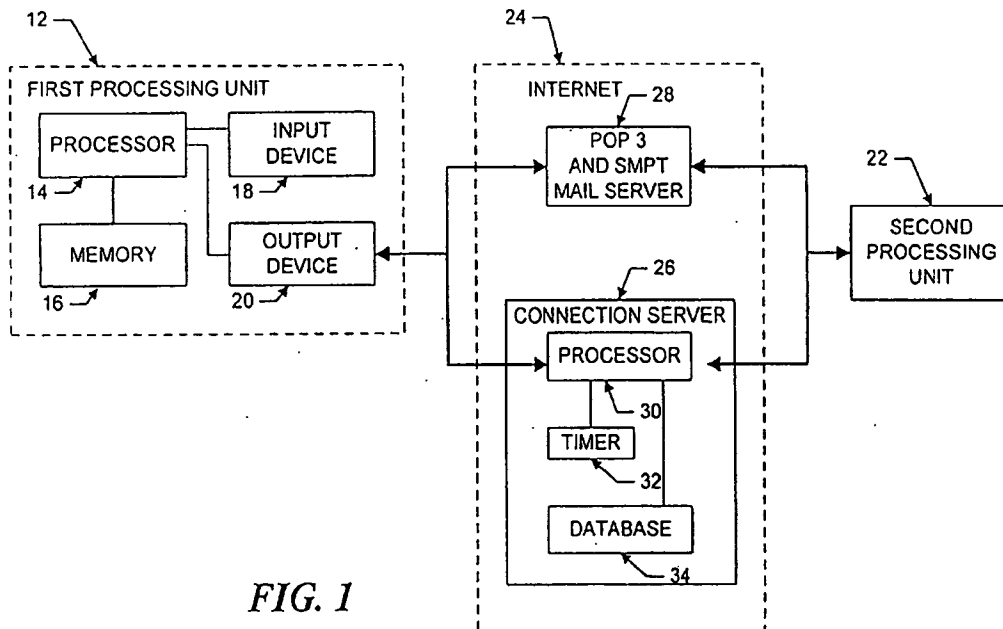 12
FIRST PROCESSING UNIT
PROCESSOR
14
INPUT
DEVICE
18
MEMORY
16
OUTPUT
DEVICE
20
24
INTERNET
28
POP 3
AND SMPT
MAIL SERVER
22
SECOND
PROCESSING
UNIT
26
CONNECTION SERVER
PROCESSOR
30
TIMER
32
DATABASE
34
FIG. 1